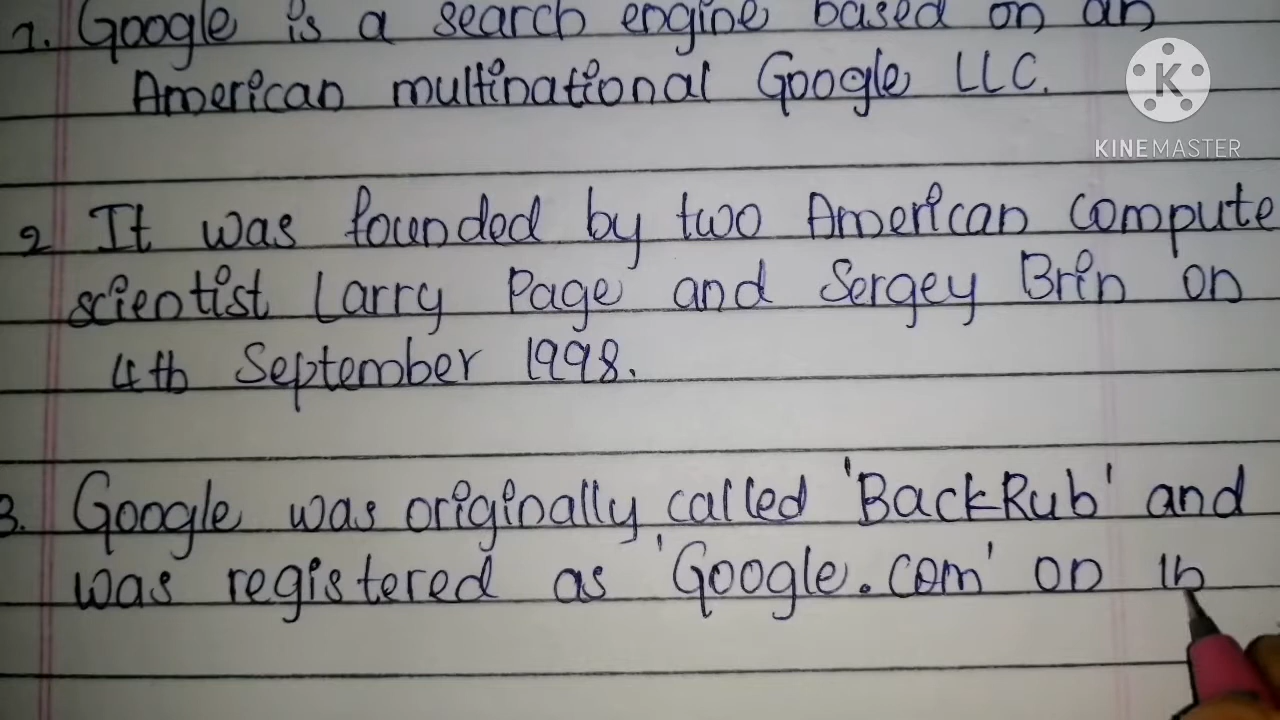 1. Google is a search engine based on an
American multinational Google LLC.
K
KINEMASTER
2 It was founded by two American compute
scientist Larry Page and Sergey Brin on
4th September 1998.
3. Google was originally called 'BackRub' and
was registered as 'Google.com' on